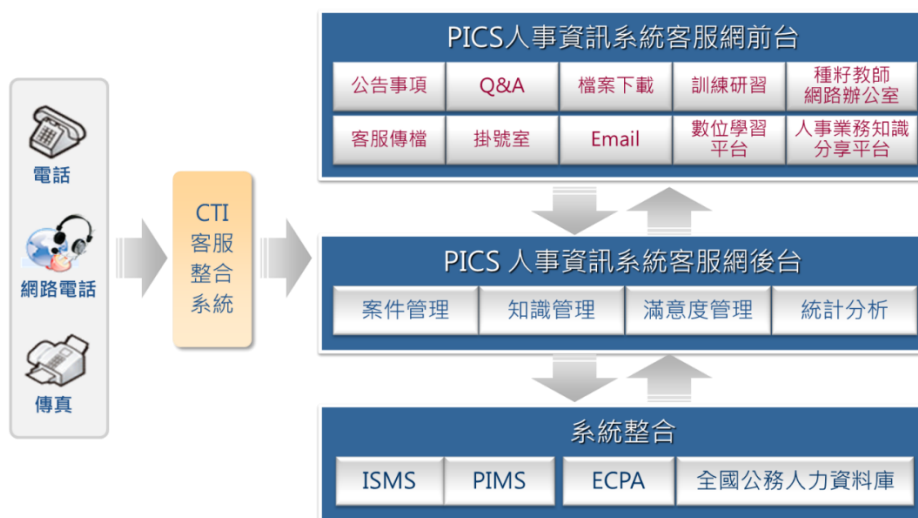 電話
網路電話
傳真
CTI
客服
整合
系統
PICS人事資訊系統客服網前台
公告事項
Q&A
檔案下載
訓練研習
種籽教師
網路辦公室
客服傳檔
掛號室
Email
數位學習
平台
人事業務知識
分享平台
PICS 人事資訊系統客服網後台
案件管理
知識管理
滿意度管理
統計分析
系統整合
ISMS
PIMS
ECPA
全國公務人力資料庫